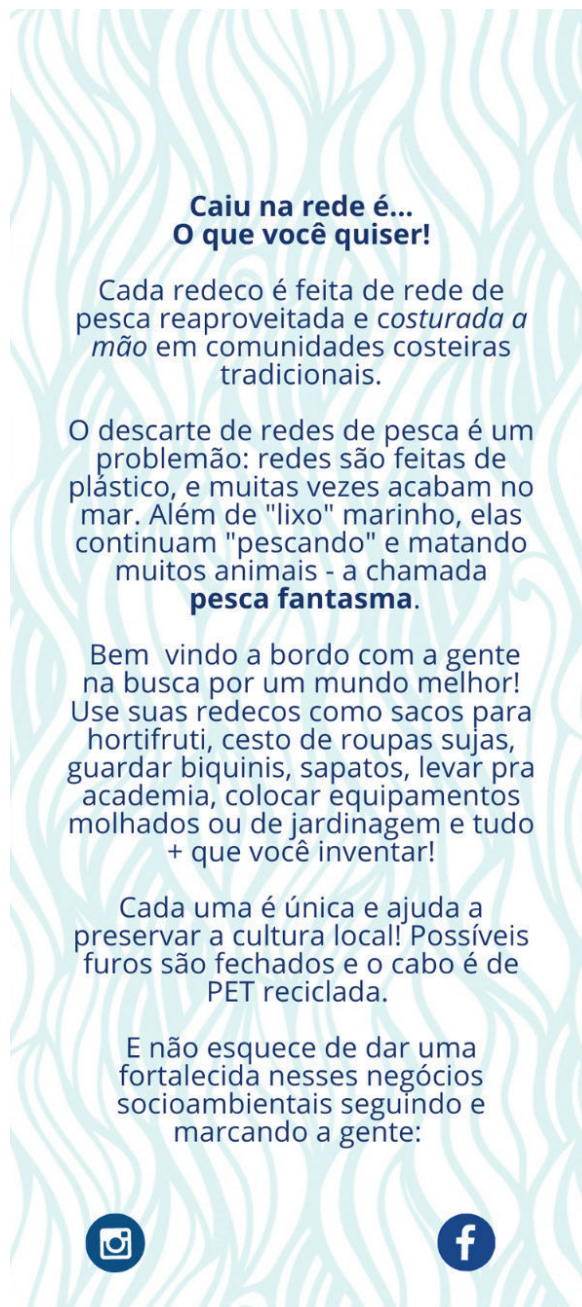 Caiu na rede é...
O que você quiser!
Cada redeco é feita de rede de
pesca reaproveitada e costurada a
mão em comunidades costeiras
tradicionais.
O descarte de redes de pesca é um
problemão: redes são feitas de
plástico, e muitas vezes acabam no
mar. Além de "lixo" marinho, elas
continuam "pescando" e matando
muitos animais - a chamada
pesca fantasma.
Bem  vindo a bordo com a gente
na busca por um mundo melhor!
Use suas redecos como sacos para
hortifruti, cesto de roupas sujas,
guardar biquinis, sapatos, levar pra
academia, colocar equipamentos
molhados ou de jardinagem e tudo
+ que você inventar!
Cada uma é única e ajuda a
preservar a cultura local! Possíveis
furos são fechados e o cabo é de
PET reciclada.
E não esquece de dar uma
fortalecida nesses negócios
socioambientais seguindo e
marcando a gente: